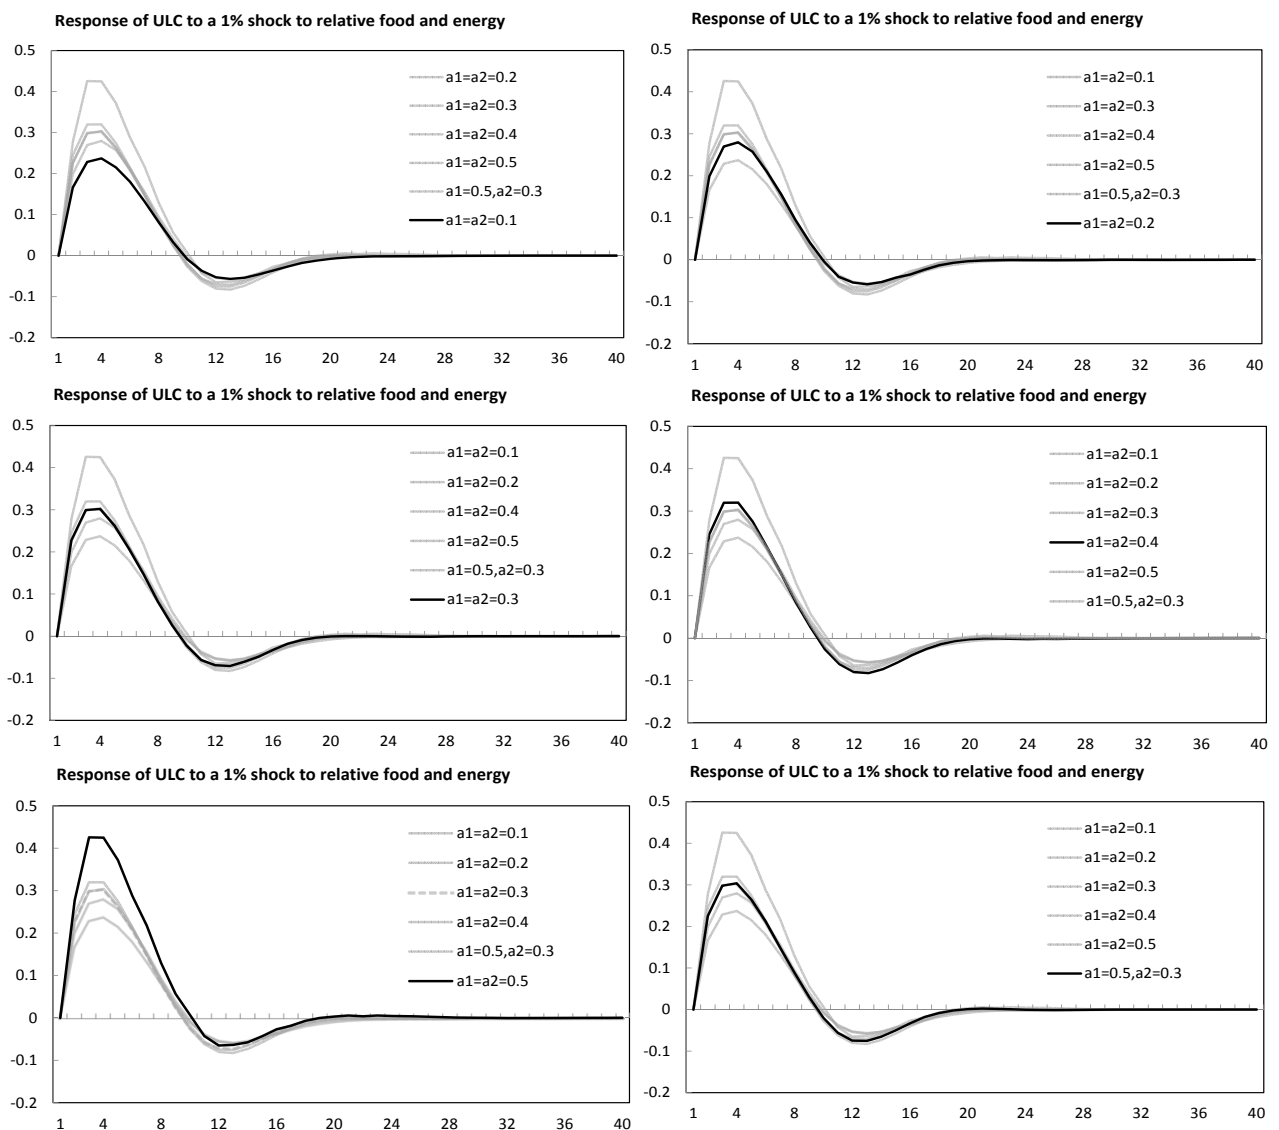 Response of ULC to a 1% shock to relative food and energy
0.5
0.4
0.3
0.2
0.1
0
-0.1
-0.2
1 4 8 12 16 20 24 28 32 36 40
a1=a2=0.2
a1=a2=0.3
a1=a2=0.4
a1=a2=0.5
a1=0.5,a2=0.3
a1=a2=0.1
Response of ULC to a 1% shock to relative food and energy
0.5
0.4
0.3
0.2
0.1
0
-0.1
-0.2
1 4 8 12 16 20 24 28 32 36 40
a1=a2=0.1
a1=a2=0.3
a1=a2=0.4
a1=a2=0.5
a1=0.5,a2=0.3
a1=a2=0.2
Response of ULC to a 1% shock to relative food and energy
0.5
0.4
0.3
0.2
0.1
0
-0.1
-0.2
1 4 8 12 16 20 24 28 32 36 40
a1=a2=0.1
a1=a2=0.2
a1=a2=0.4
a1=a2=0.5
a1=0.5,a2=0.3
a1=a2=0.3
Response of ULC to a 1% shock to relative food and energy
0.5
0.4
0.3
0.2
0.1
0
-0.1
-0.2
1 4 8 12 16 20 24 28 32 36 40
a1=a2=0.1
a1=a2=0.2
a1=a2=0.3
a1=a2=0.4
a1=a2=0.5
a1=0.5,a2=0.3
Response of ULC to a 1% shock to relative food and energy
0.5
0.4
0.3
0.2
0.1
0
-0.1
-0.2
1 4 8 12 16 20 24 28 32 36 40
a1=a2=0.1
a1=a2=0.2
a1=a2=0.3
a1=a2=0.4
a1=0.5,a2=0.3
a1=a2=0.5
Response of ULC to a 1% shock to relative food and energy
0.5
0.4
0.3
0.2
0.1
0
-0.1
-0.2
1 4 8 12 16 20 24 28 32 36 40
a1=a2=0.1
a1=a2=0.2
a1=a2=0.3
a1=a2=0.4
a1=a2=0.5
a1=0.5,a2=0.3